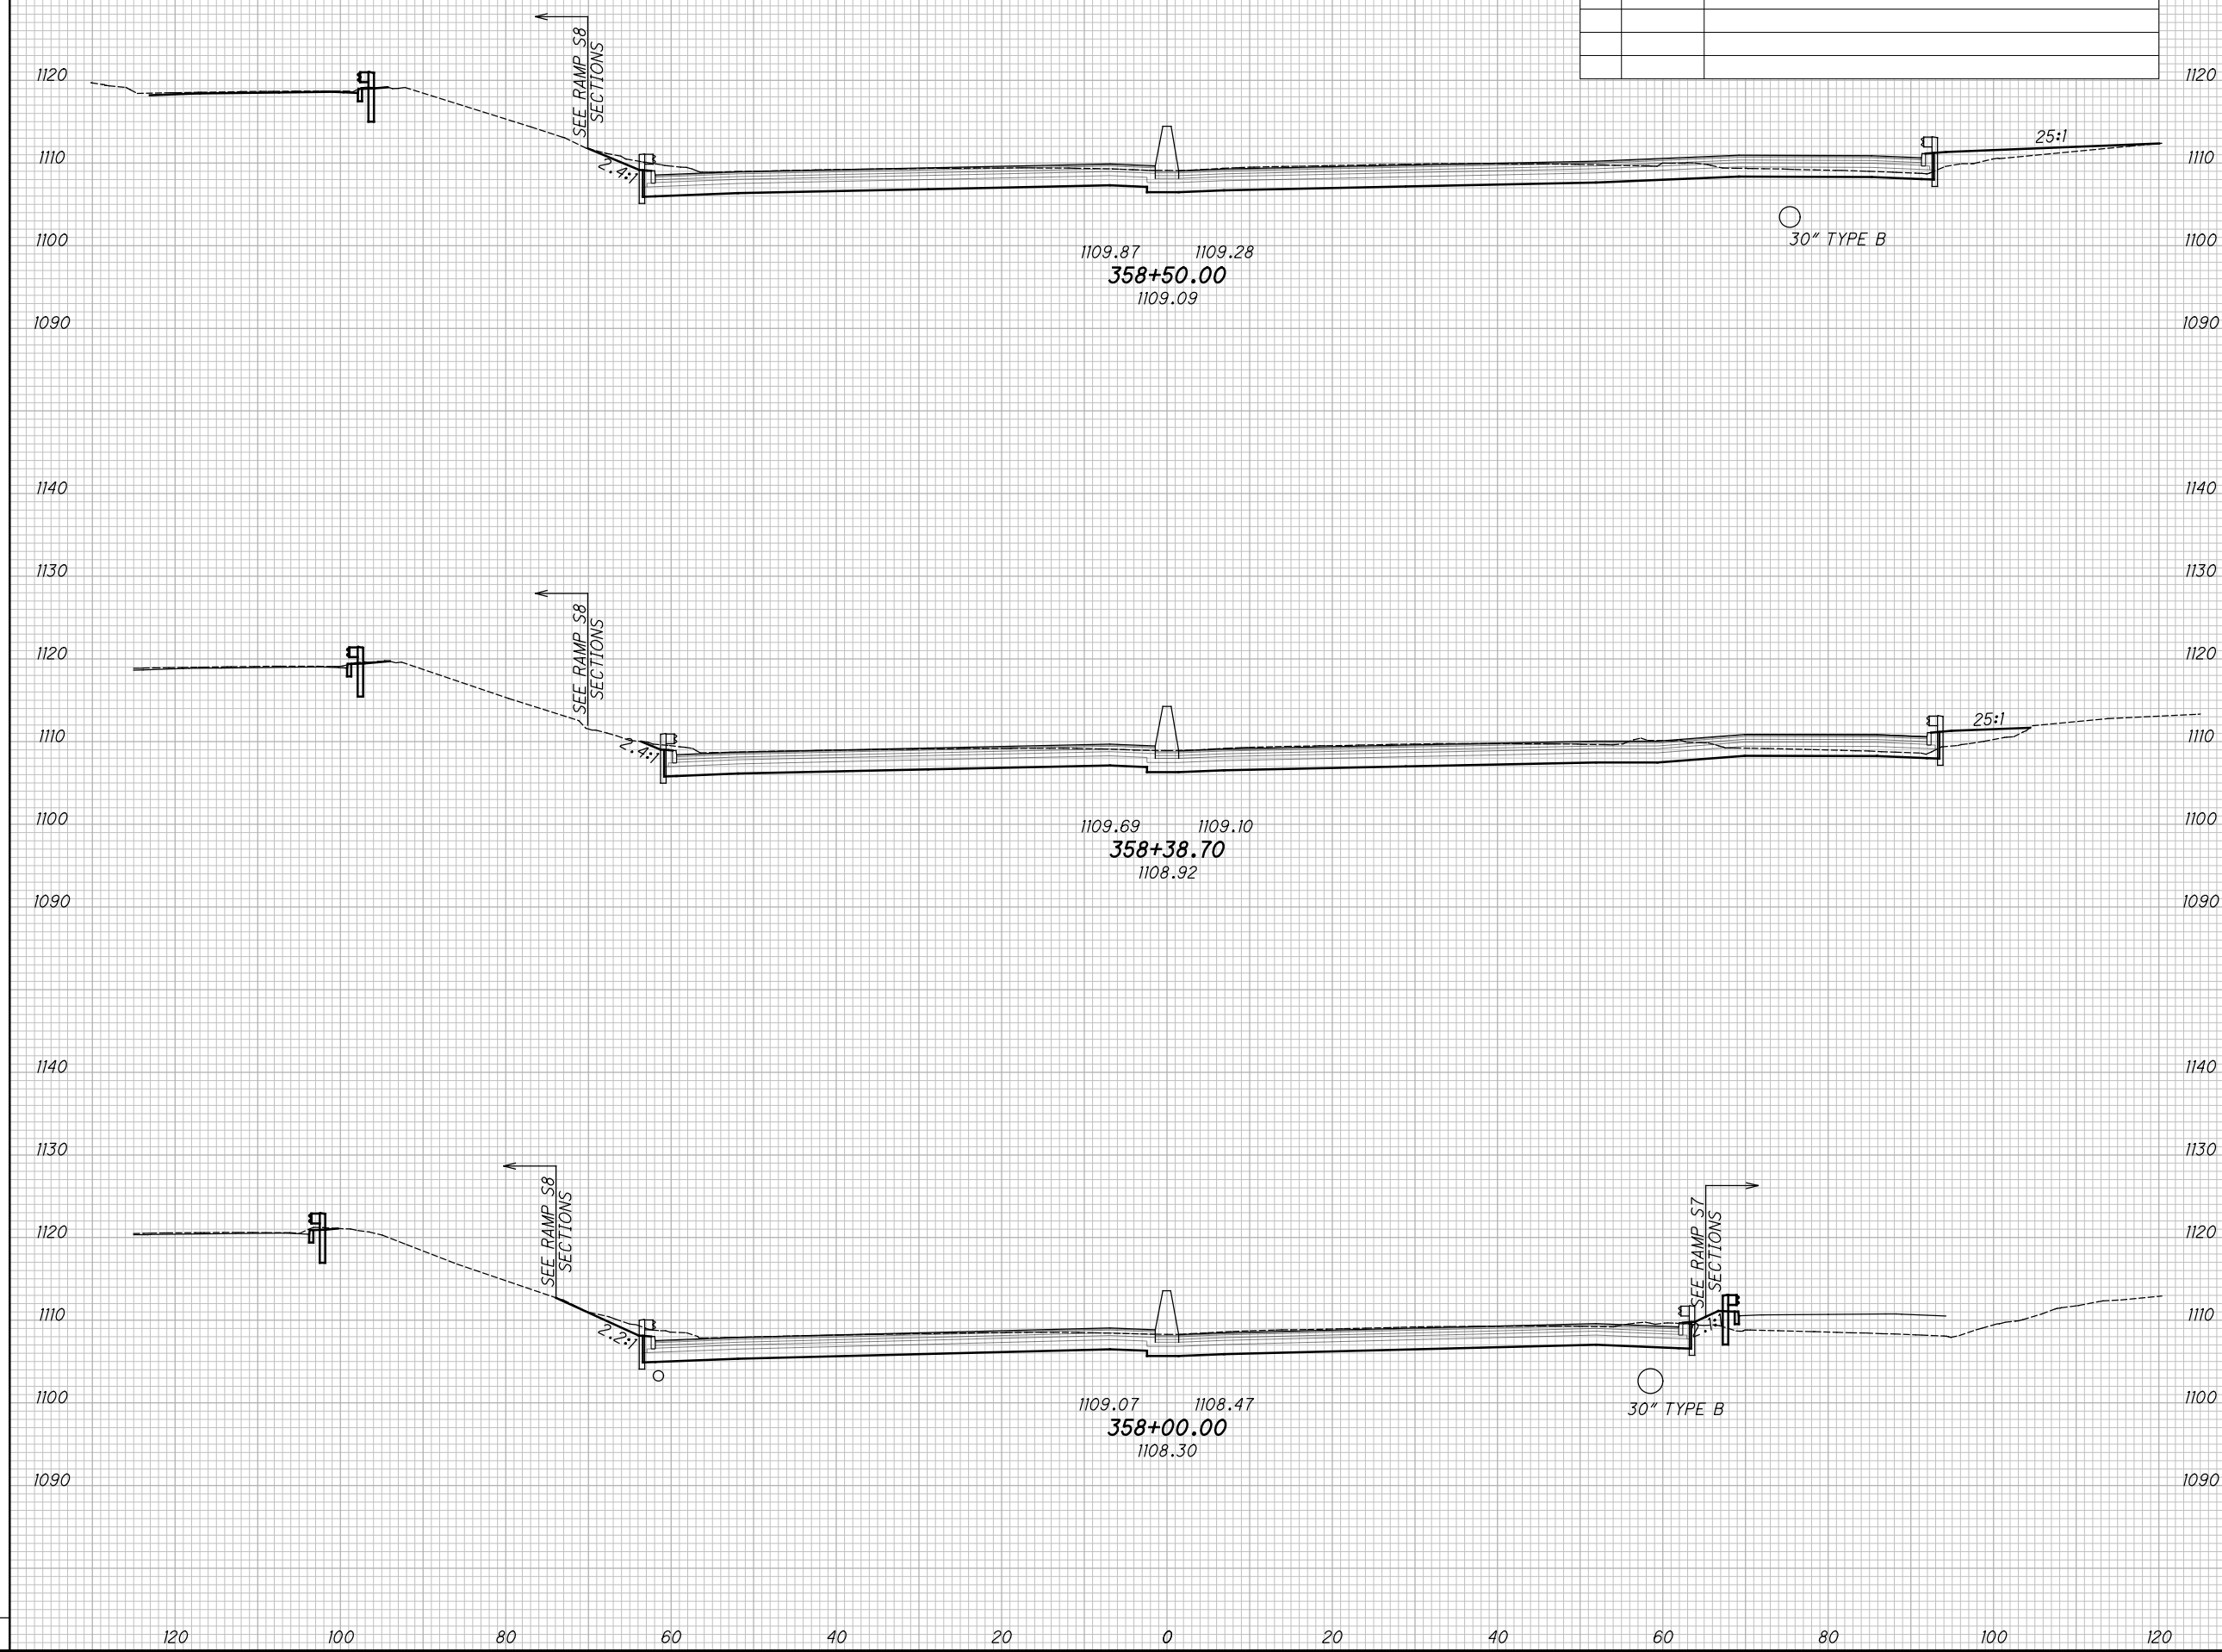 1120 1120
SEE RAMP S8
SECTIONS
1110 2.4:1 25:1 1110
1100 30" TYPE B 1100
1109.87 1109.28
358+50.00
1109.09
1090 1090
1140 1140
1130 1130
SEE RAMP S8
SECTIONS
1120 1120
1110 2.4:1 25:1 1110
1100 1109.69 1109.10 1100
358+38.70
1108.92
1090 1090
1140 1140
1130 1130
SEE RAMP S8
SECTIONS
SEE RAMP S7
SECTIONS
1120 1120
1110 2.2:1 2.1:1 1110
1100 1109.07 1108.47 30" TYPE B 1100
358+00.00
1108.30
1090 1090
120 100 80 60 40 20 0 20 40 60 80 100 120